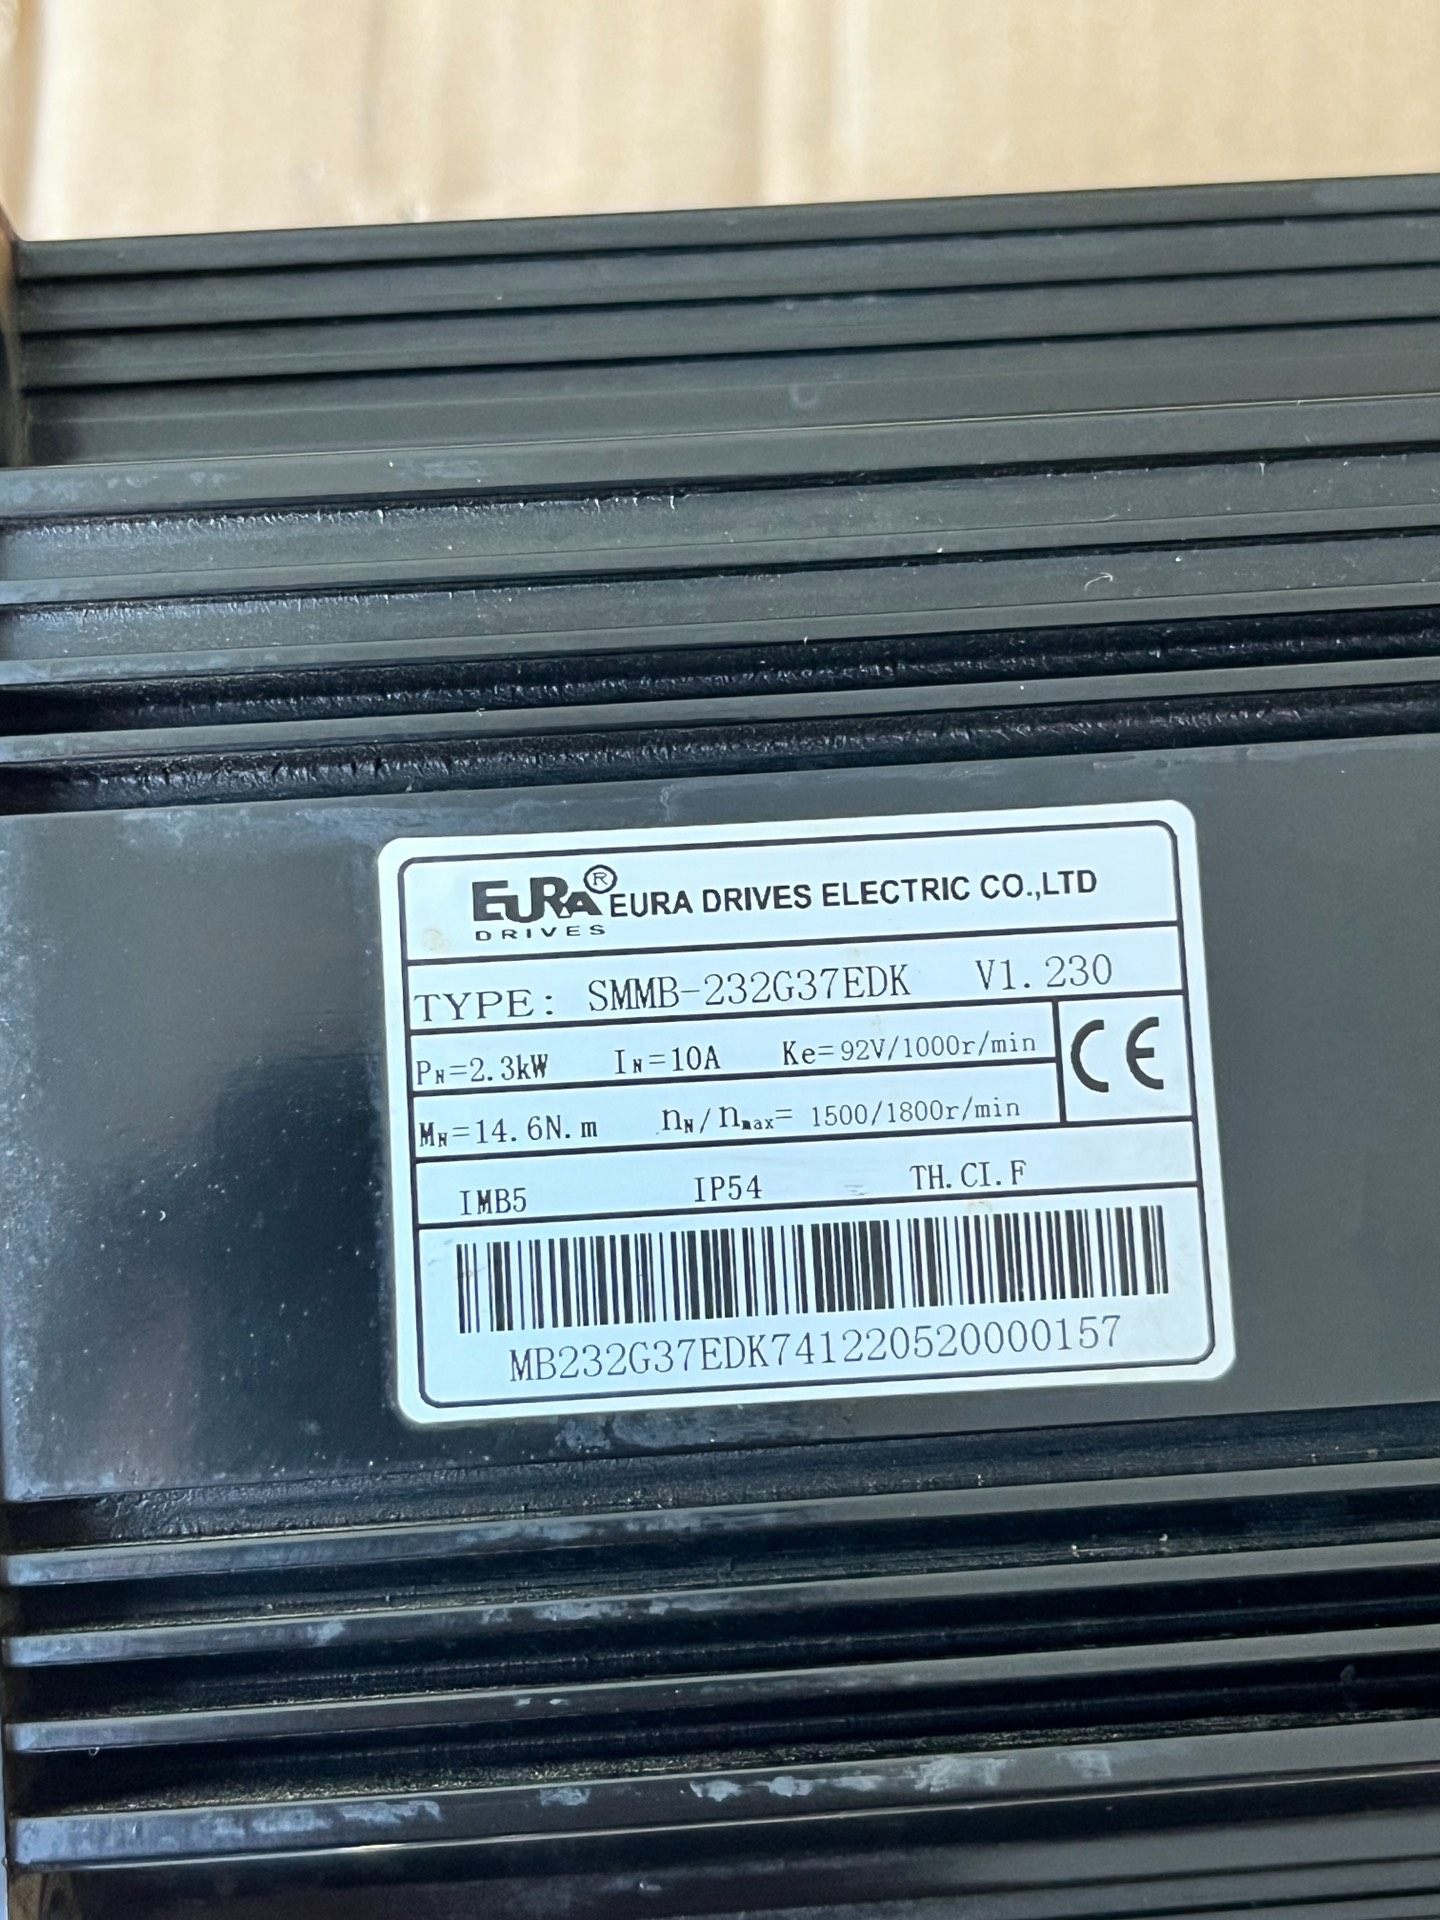 EURA® EURA DRIVES ELECTRIC CO.,LTD
DRIVES
TYPE: SMMB-232G37EDK V1.230
PN=2.3kW IN=10A Ke=92V/1000r/min CE
MN=14.6N.m nN/nmax= 1500/1800r/min
IMB5 IP54 TH.CI.F
MB232G37EDK741220520000157